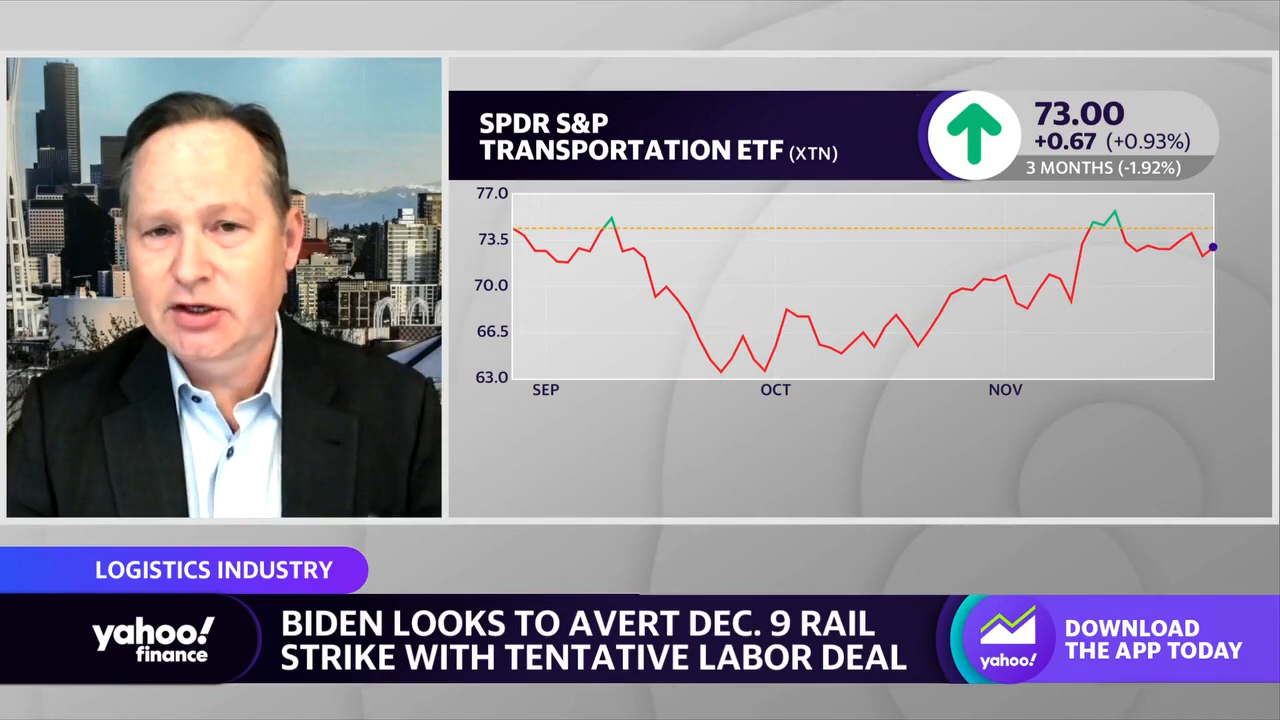 SPDR S&P
TRANSPORTATION ETF (XTN)
73.00
+0.67 (+0.93%)
3 MONTHS (-1.92%)
77.0
73.5
70.0
66.5
63.0
SEP OCT NOV
LOGISTICS INDUSTRY
yahoo!
finance
BIDEN LOOKS TO AVERT DEC. 9 RAIL
STRIKE WITH TENTATIVE LABOR DEAL
yahoo!
DOWNLOAD
THE APP TODAY